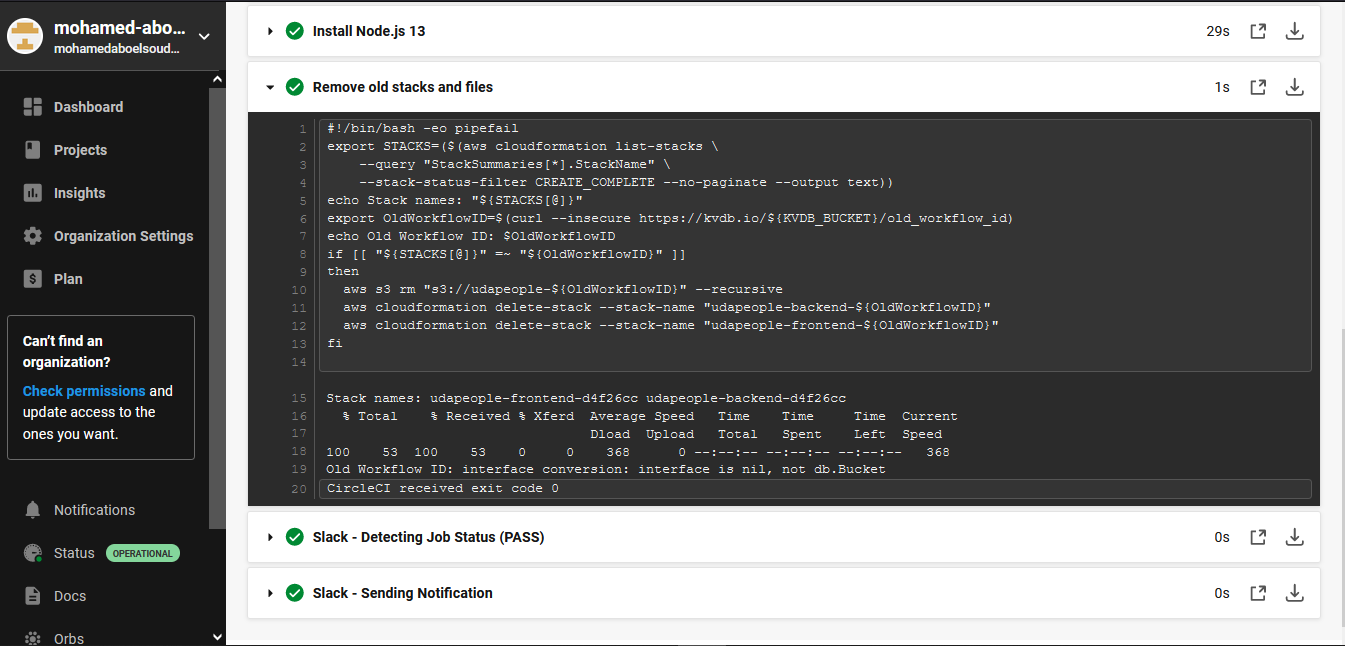 mohamed-abo...
mohamedaboelsoud...
Dashboard
Projects
Insights
Organization Settings
Plan
Can't find an
organization?
Check permissions and
update access to the
ones you want.
Notifications
Status OPERATIONAL
Docs
Orbs
Install Node.js 13 29s
Remove old stacks and files 1s
1 #!/bin/bash -eo pipefail
2 export STACKS=($(aws cloudformation list-stacks \
3 --query "StackSummaries[*].StackName" \
4 --stack-status-filter CREATE_COMPLETE --no-paginate --output text))
5 echo Stack names: "${STACKS[@]}"
6 export OldWorkflowID=$(curl --insecure https://kvdb.io/${KVDB_BUCKET}/old_workflow_id)
7 echo Old Workflow ID: $OldWorkflowID
8 if [[ "${STACKS[@]}" =~ "${OldWorkflowID}" ]]
9 then
10 aws s3 rm "s3://udapeople-${OldWorkflowID}" --recursive
11 aws cloudformation delete-stack --stack-name "udapeople-backend-${OldWorkflowID}"
12 aws cloudformation delete-stack --stack-name "udapeople-frontend-${OldWorkflowID}"
13 fi
14
15 Stack names: udapeople-frontend-d4f26cc udapeople-backend-d4f26cc
16 % Total % Received % Xferd Average Speed Time Time Time Current
17 Dload Upload Total Spent Left Speed
18 100 53 100 53 0 0 368 0 --:--:-- --:--:-- --:--:-- 368
19 Old Workflow ID: interface conversion: interface is nil, not db.Bucket
20 CircleCI received exit code 0
Slack - Detecting Job Status (PASS) 0s
Slack - Sending Notification 0s